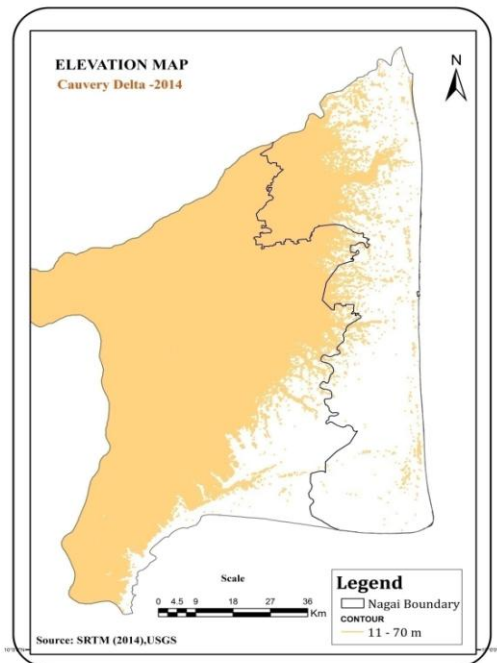 ELEVATION MAP
Cauvery Delta -2014
N
Scale
0 4.5 9 18 27 36
Km
Legend
Nagai Boundary
CONTOUR
11 - 70 m
Source: SRTM (2014),USGS